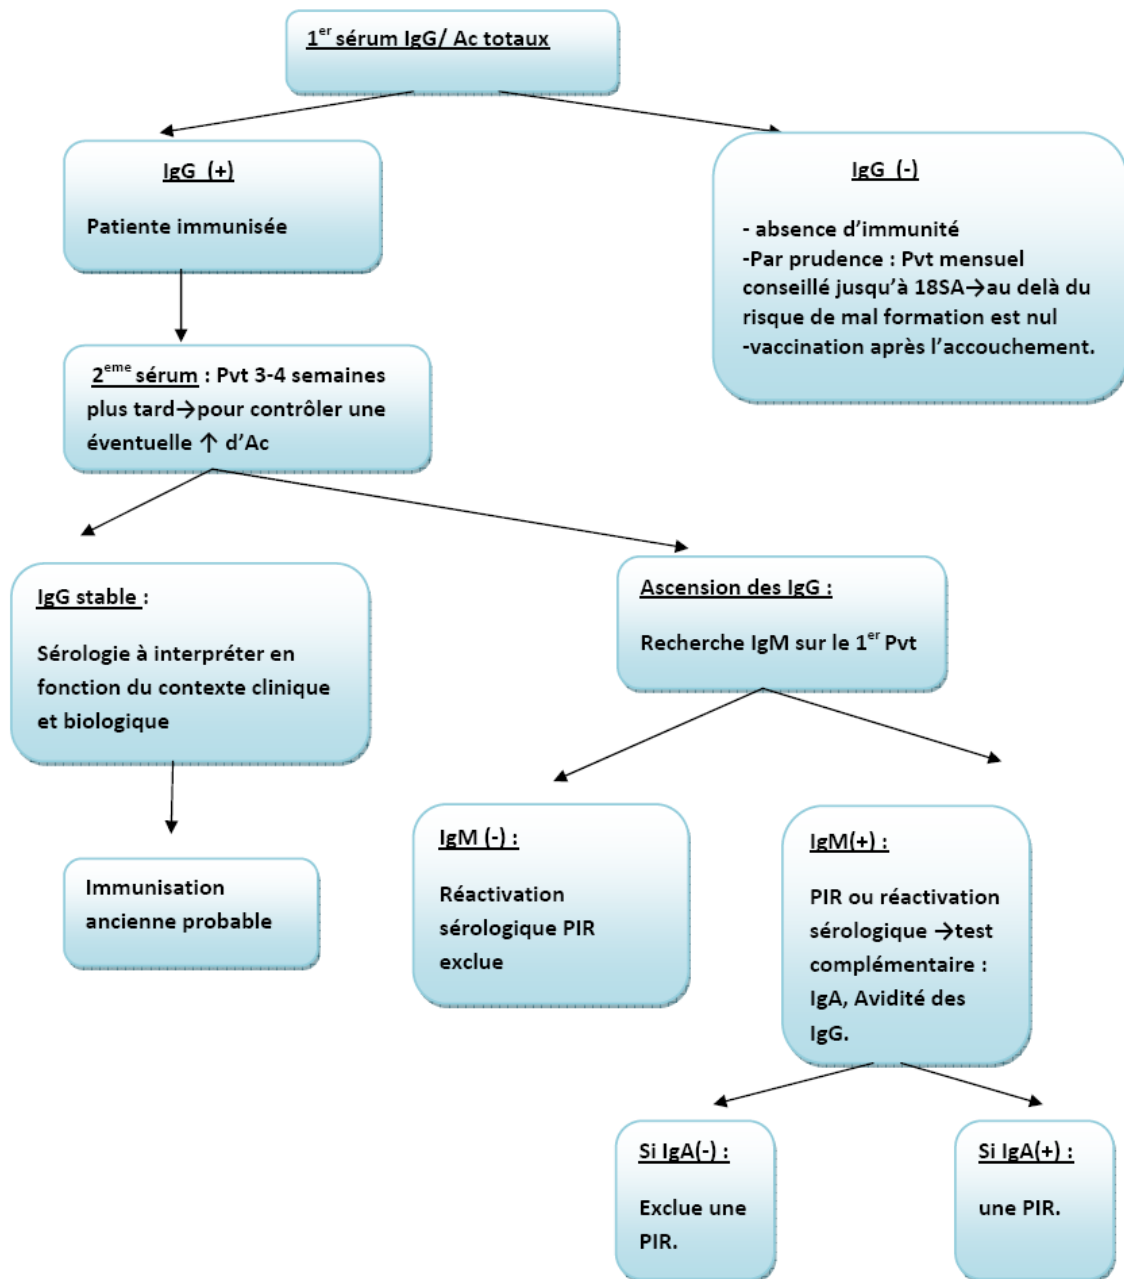 1er sérum IgG/ Ac totaux
IgG (+)
Patiente immunisée
IgG (-)
- absence d'immunité
-Par prudence : Pvt mensuel
conseillé jusqu'à 18SA→au delà du
risque de mal formation est nul
-vaccination après l'accouchement.
2eme sérum : Pvt 3-4 semaines
plus tard→pour contrôler une
éventuelle ↑ d'Ac
IgG stable :
Sérologie à interpréter en
fonction du contexte clinique
et biologique
Ascension des IgG :
Recherche IgM sur le 1er Pvt
Immunisation
ancienne probable
IgM (-) :
Réactivation
sérologique PIR
exclue
IgM(+) :
PIR ou réactivation
sérologique →test
complémentaire :
IgA, Avidité des
IgG.
Si IgA(-) :
Exclue une
PIR.
Si IgA(+) :
une PIR.